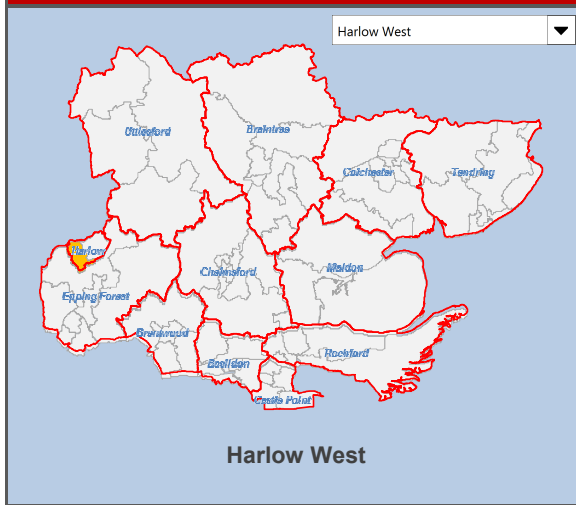 Harlow West
Uttlesford
Braintree
Colchester
Tendring
Harlow
Chelmsford
Maldon
Epping Forest
Brentwood
Rochford
Basildon
Castle Point
Harlow West